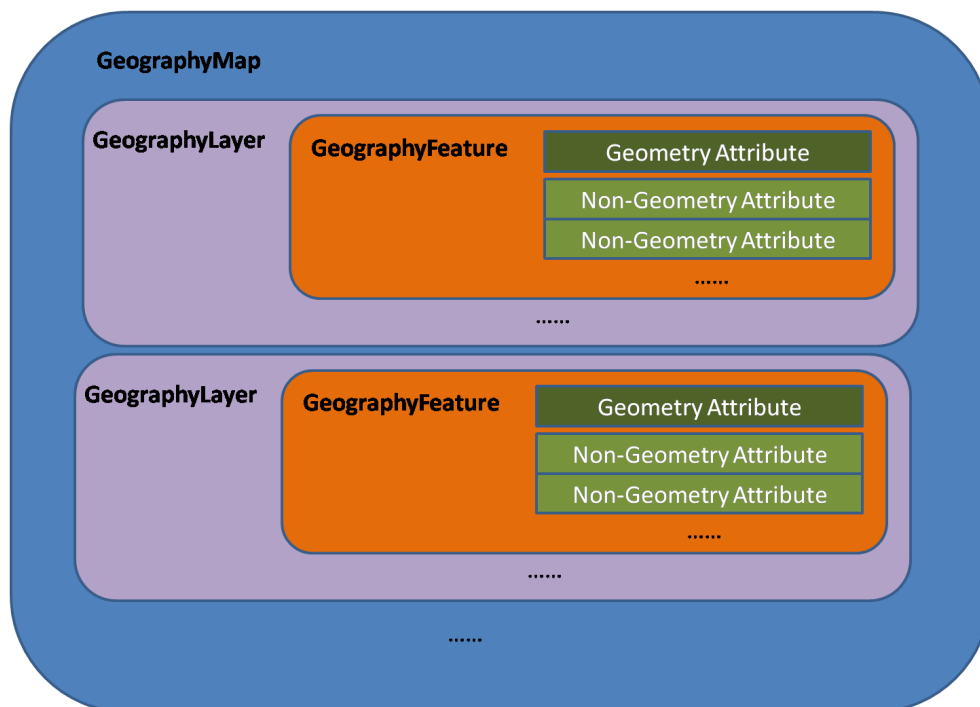 GeographyMap
GeographyLayer
GeographyFeature
Geometry Attribute
Non-Geometry Attribute
Non-Geometry Attribute
……
……
GeographyLayer
GeographyFeature
Geometry Attribute
Non-Geometry Attribute
Non-Geometry Attribute
……
……
……